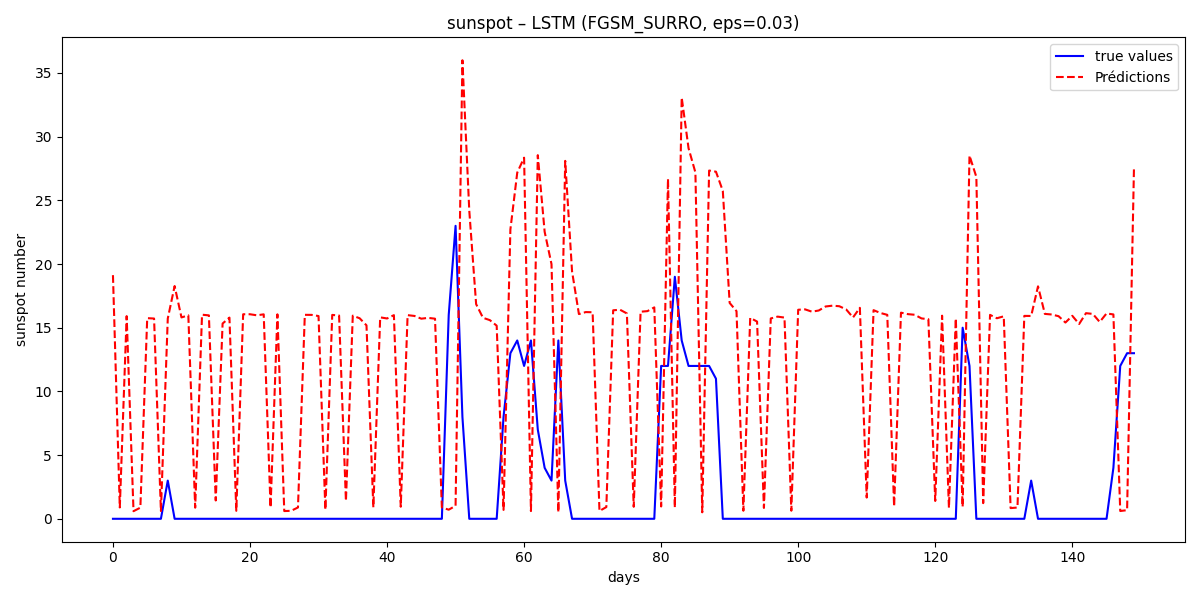 sunspot – LSTM (FGSM_SURRO, eps=0.03)
true values
Prédictions
sunspot number
35
30
25
20
15
10
5
0
0 20 40 60 80 100 120 140
days